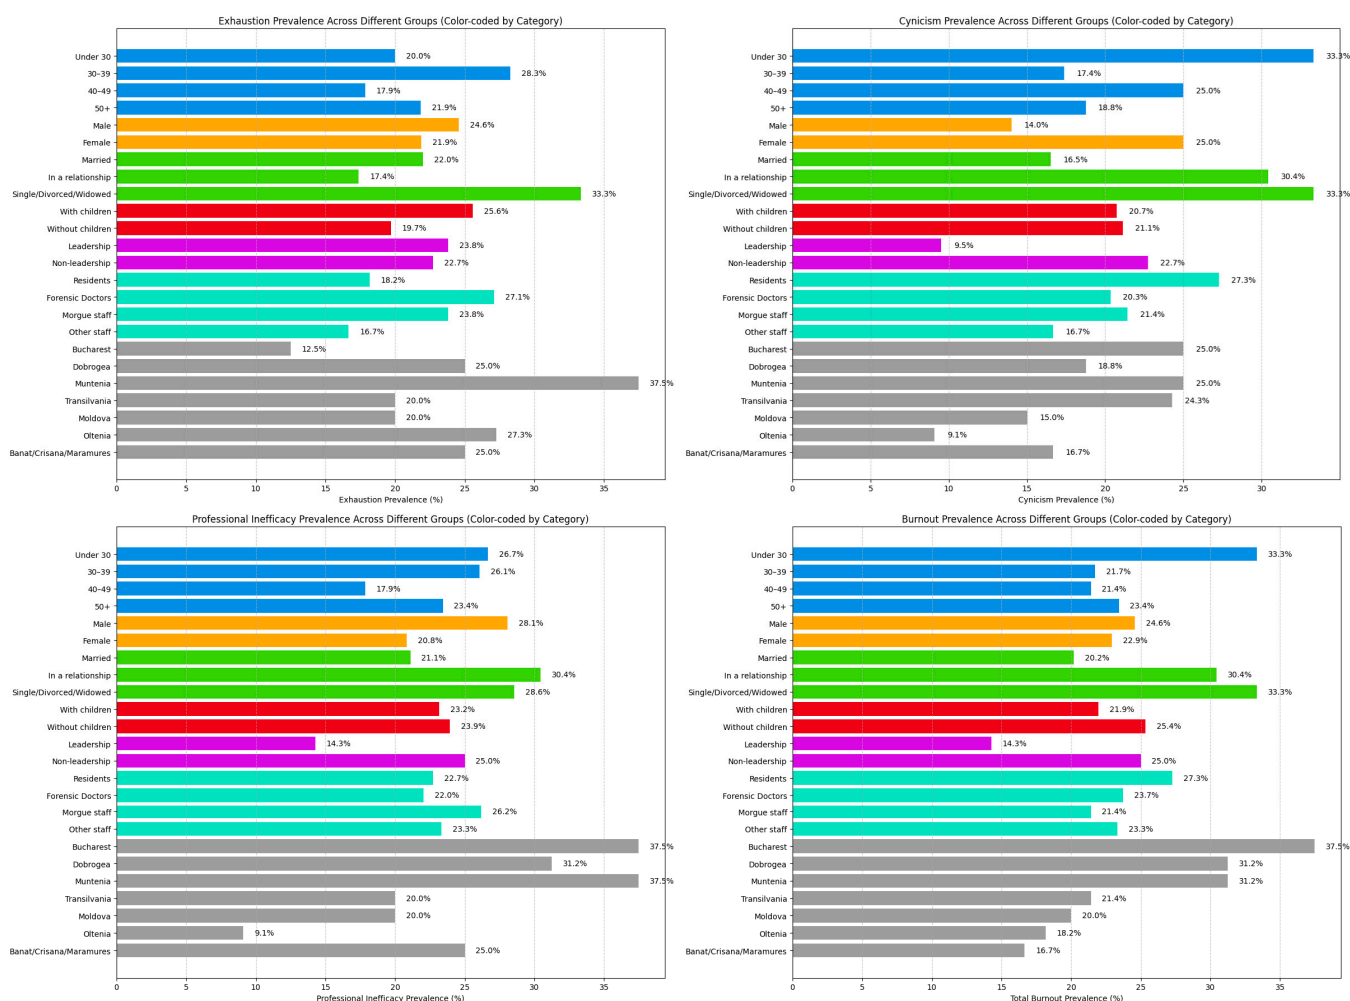 Exhaustion Prevalence Across Different Groups (Color-coded by Category)
Under 30 20.0%
30–39 28.3%
40–49 17.9%
50+ 21.9%
Male 24.6%
Female 21.9%
Married 22.0%
In a relationship 17.4%
Single/Divorced/Widowed 33.3%
With children 25.6%
Without children 19.7%
Leadership 23.8%
Non-leadership 22.7%
Residents 18.2%
Forensic Doctors 27.1%
Morgue staff 23.8%
Other staff 16.7%
Bucharest 12.5%
Dobrogea 25.0%
Muntenia 37.5%
Transilvania 20.0%
Moldova 20.0%
Oltenia 27.3%
Banat/Crisana/Maramures 25.0%
0 5 10 15 20 25 30 35
Exhaustion Prevalence (%)
Cynicism Prevalence Across Different Groups (Color-coded by Category)
Under 30 33.3%
30–39 17.4%
40–49 25.0%
50+ 18.8%
Male 14.0%
Female 25.0%
Married 16.5%
In a relationship 30.4%
Single/Divorced/Widowed 33.3%
With children 20.7%
Without children 21.1%
Leadership 9.5%
Non-leadership 22.7%
Residents 27.3%
Forensic Doctors 20.3%
Morgue staff 21.4%
Other staff 16.7%
Bucharest 25.0%
Dobrogea 18.8%
Muntenia 25.0%
Transilvania 24.3%
Moldova 15.0%
Oltenia 9.1%
Banat/Crisana/Maramures 16.7%
0 5 10 15 20 25 30
Cynicism Prevalence (%)
Professional Inefficacy Prevalence Across Different Groups (Color-coded by Category)
Under 30 26.7%
30–39 26.1%
40–49 17.9%
50+ 23.4%
Male 28.1%
Female 20.8%
Married 21.1%
In a relationship 30.4%
Single/Divorced/Widowed 28.6%
With children 23.2%
Without children 23.9%
Leadership 14.3%
Non-leadership 25.0%
Residents 22.7%
Forensic Doctors 22.0%
Morgue staff 26.2%
Other staff 23.3%
Bucharest 37.5%
Dobrogea 31.2%
Muntenia 37.5%
Transilvania 20.0%
Moldova 20.0%
Oltenia 9.1%
Banat/Crisana/Maramures 25.0%
0 5 10 15 20 25 30 35
Professional Inefficacy Prevalence (%)
Burnout Prevalence Across Different Groups (Color-coded by Category)
Under 30 33.3%
30–39 21.7%
40–49 21.4%
50+ 23.4%
Male 24.6%
Female 22.9%
Married 20.2%
In a relationship 30.4%
Single/Divorced/Widowed 33.3%
With children 21.9%
Without children 25.4%
Leadership 14.3%
Non-leadership 25.0%
Residents 27.3%
Forensic Doctors 23.7%
Morgue staff 21.4%
Other staff 23.3%
Bucharest 37.5%
Dobrogea 31.2%
Muntenia 31.2%
Transilvania 21.4%
Moldova 20.0%
Oltenia 18.2%
Banat/Crisana/Maramures 16.7%
0 5 10 15 20 25 30 35
Total Burnout Prevalence (%)